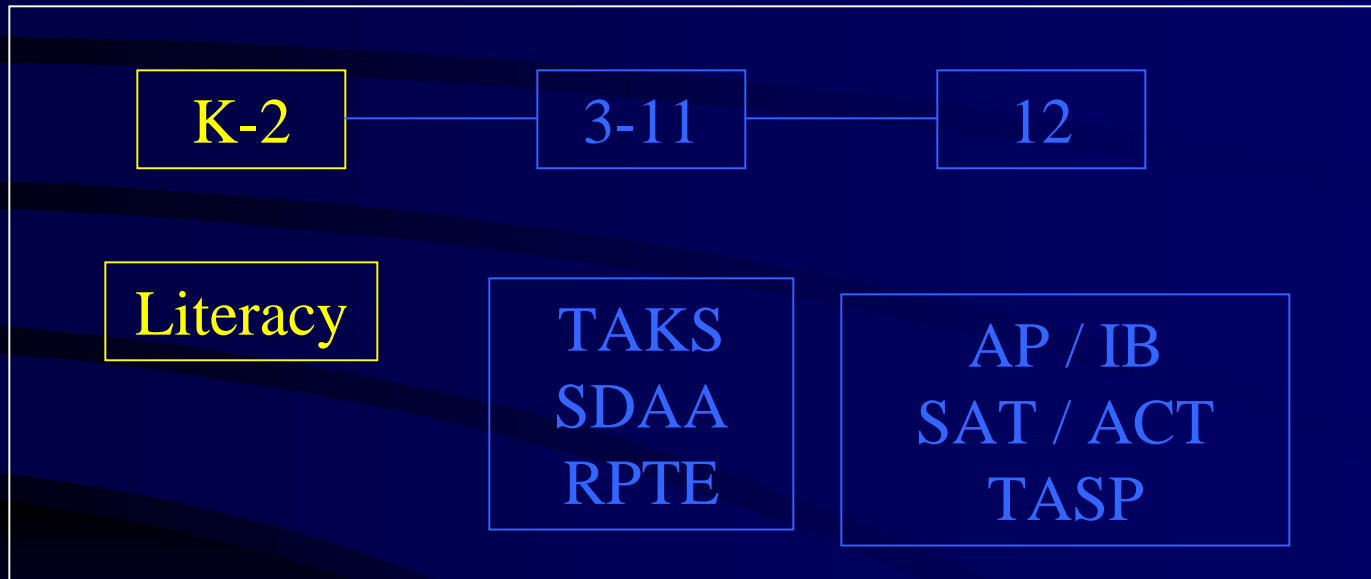 K-2
3-11
12
Literacy
TAKS
SDAA
RPTE
AP / IB
SAT / ACT
TASP